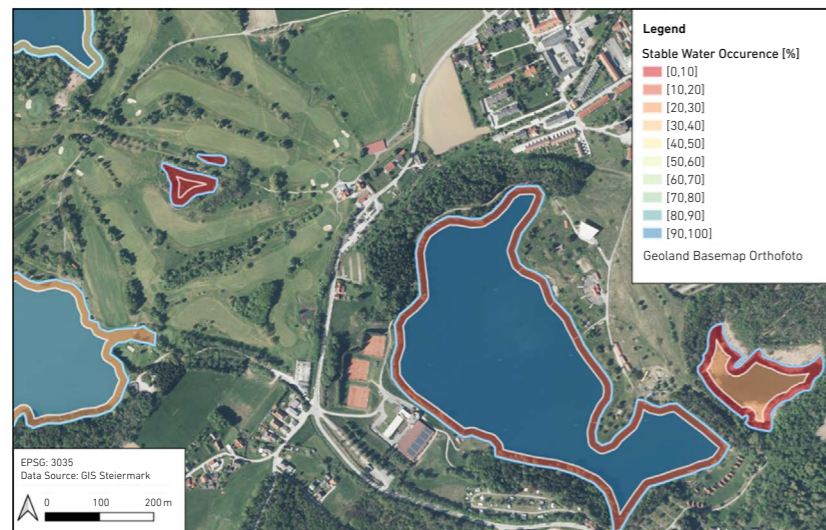 Legend
Stable Water Occurence [%]
[0,10]
[10,20]
[20,30]
[30,40]
[40,50]
[50,60]
[60,70]
[70,80]
[80,90]
[90,100]
Geoland Basemap Orthofoto
EPSG: 3035
Data Source: GIS Steiermark
0 100 200 m